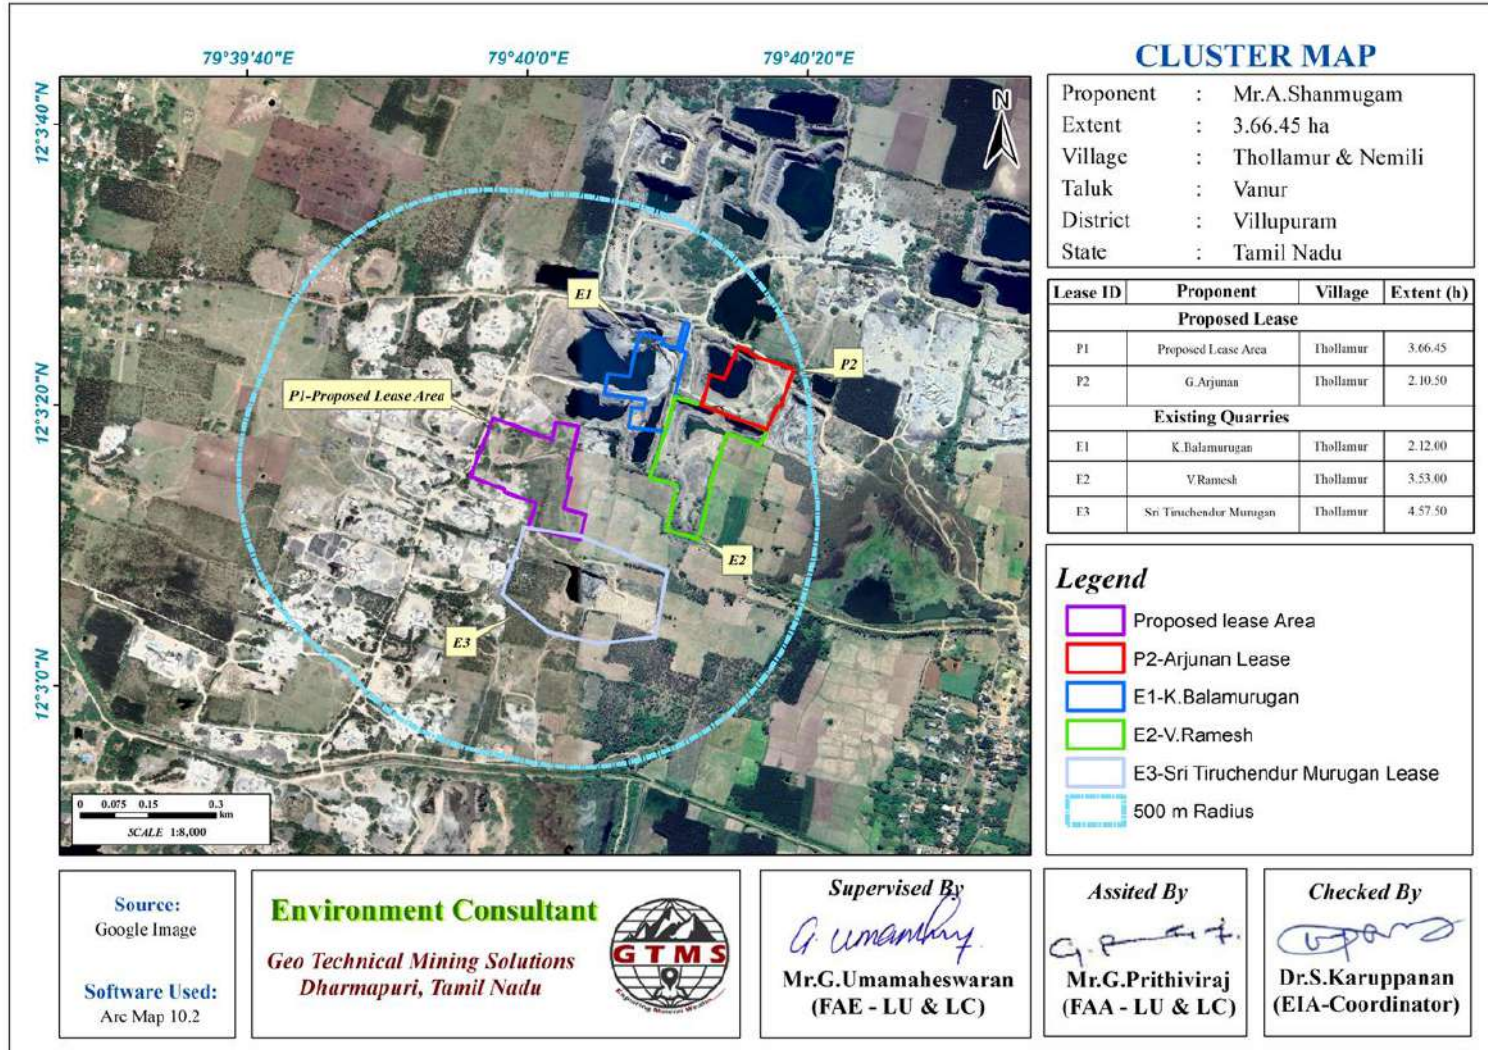 79°39'40"E 79°40'0"E 79°40'20"E
12°3'40"N
12°3'20"N
12°3'0"N
N
E1
P2
P1-Proposed Lease Area
E2
E3
0 0.075 0.15 0.3
km
SCALE 1:8,000
CLUSTER MAP
Proponent : Mr.A.Shanmugam
Extent : 3.66.45 ha
Village : Thollamur & Nemili
Taluk : Vanur
District : Villupuram
State : Tamil Nadu
Lease ID Proponent Village Extent (h)
Proposed Lease
P1 Proposed Lease Area Thollamur 3.66.45
P2 G.Arjunan Thollamur 2.10.50
Existing Quarries
E1 K.Balamurugan Thollamur 2.12.00
E2 V.Ramesh Thollamur 3.53.00
E3 Sri Tiruchendur Murugan Thollamur 4.57.50
Legend
Proposed lease Area
P2-Arjunan Lease
E1-K.Balamurugan
E2-V.Ramesh
E3-Sri Tiruchendur Murugan Lease
500 m Radius
Source:
Google Image
Software Used:
Arc Map 10.2
Environment Consultant
Geo Technical Mining Solutions
Dharmapuri, Tamil Nadu
GTMS
Exploring Mineral Wealth
Supervised By
Mr.G.Umamaheswaran
(FAE - LU & LC)
Assited By
Mr.G.Prithiviraj
(FAA - LU & LC)
Checked By
Dr.S.Karuppanan
(EIA-Coordinator)